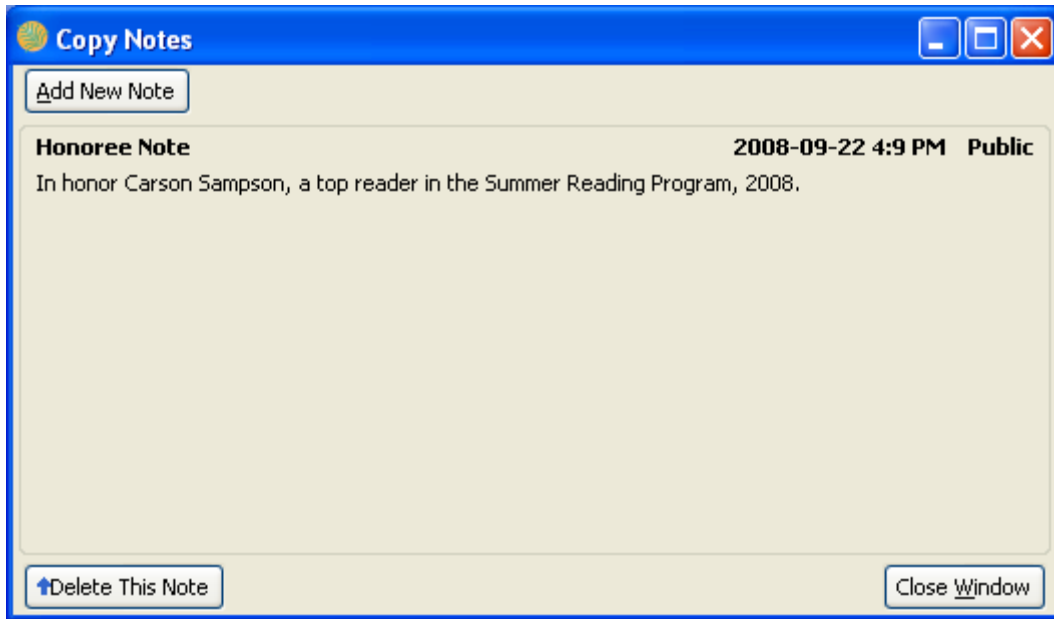 Copy Notes
Add New Note
Honoree Note 2008-09-22 4:9 PM Public
In honor Carson Sampson, a top reader in the Summer Reading Program, 2008.
Delete This Note Close Window